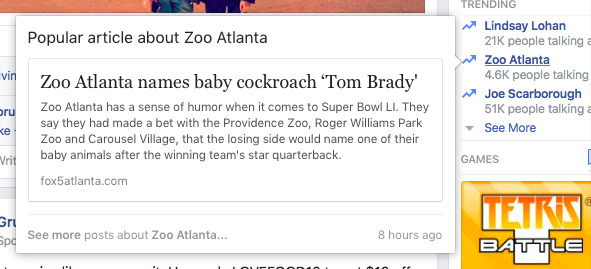 Popular article about Zoo Atlanta
Zoo Atlanta names baby cockroach ‘Tom Brady'
Zoo Atlanta has a sense of humor when it comes to Super Bowl LI. They
say they had made a bet with the Providence Zoo, Roger Williams Park
Zoo and Carousel Village, that the losing side would name one of their
baby animals after the winning team's star quarterback.
fox5atlanta.com
See more posts about Zoo Atlanta...
8 hours ago
TRENDING
Lindsay Lohan
21K people talking a
Zoo Atlanta
4.6K people talking
Joe Scarborough
51K people talking a
See More
GAMES
TETRIS
BATTLE